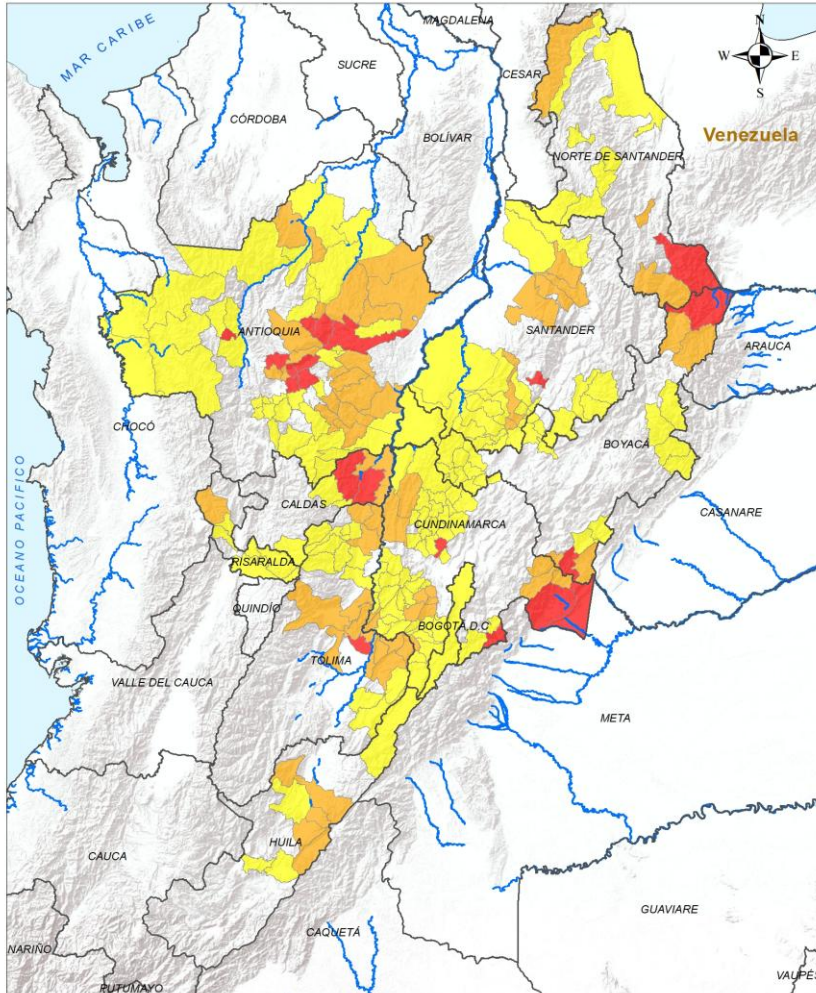 MAGDALENA
N
MAR CARIBE
SUCRE
CESAR
W
E
S
CÓRDOBA
BOLÍVAR
Venezuela
NORTE DE SANTANDER
ANTIOQUIA
SANTANDER
ARAUCA
CHOCÓ
BOYACÁ
OCEANO PACIFICO
CALDAS
CUNDINAMARCA
CASANARE
RISARALDA
QUINDÍO
BOGOTÁ, D.C
TOLIMA
VALLE DEL CAUCA
META
HUILA
CAUCA
GUAVIARE
CAQUETÁ
NARIÑO
PUTUMAYO
VAUPÉS